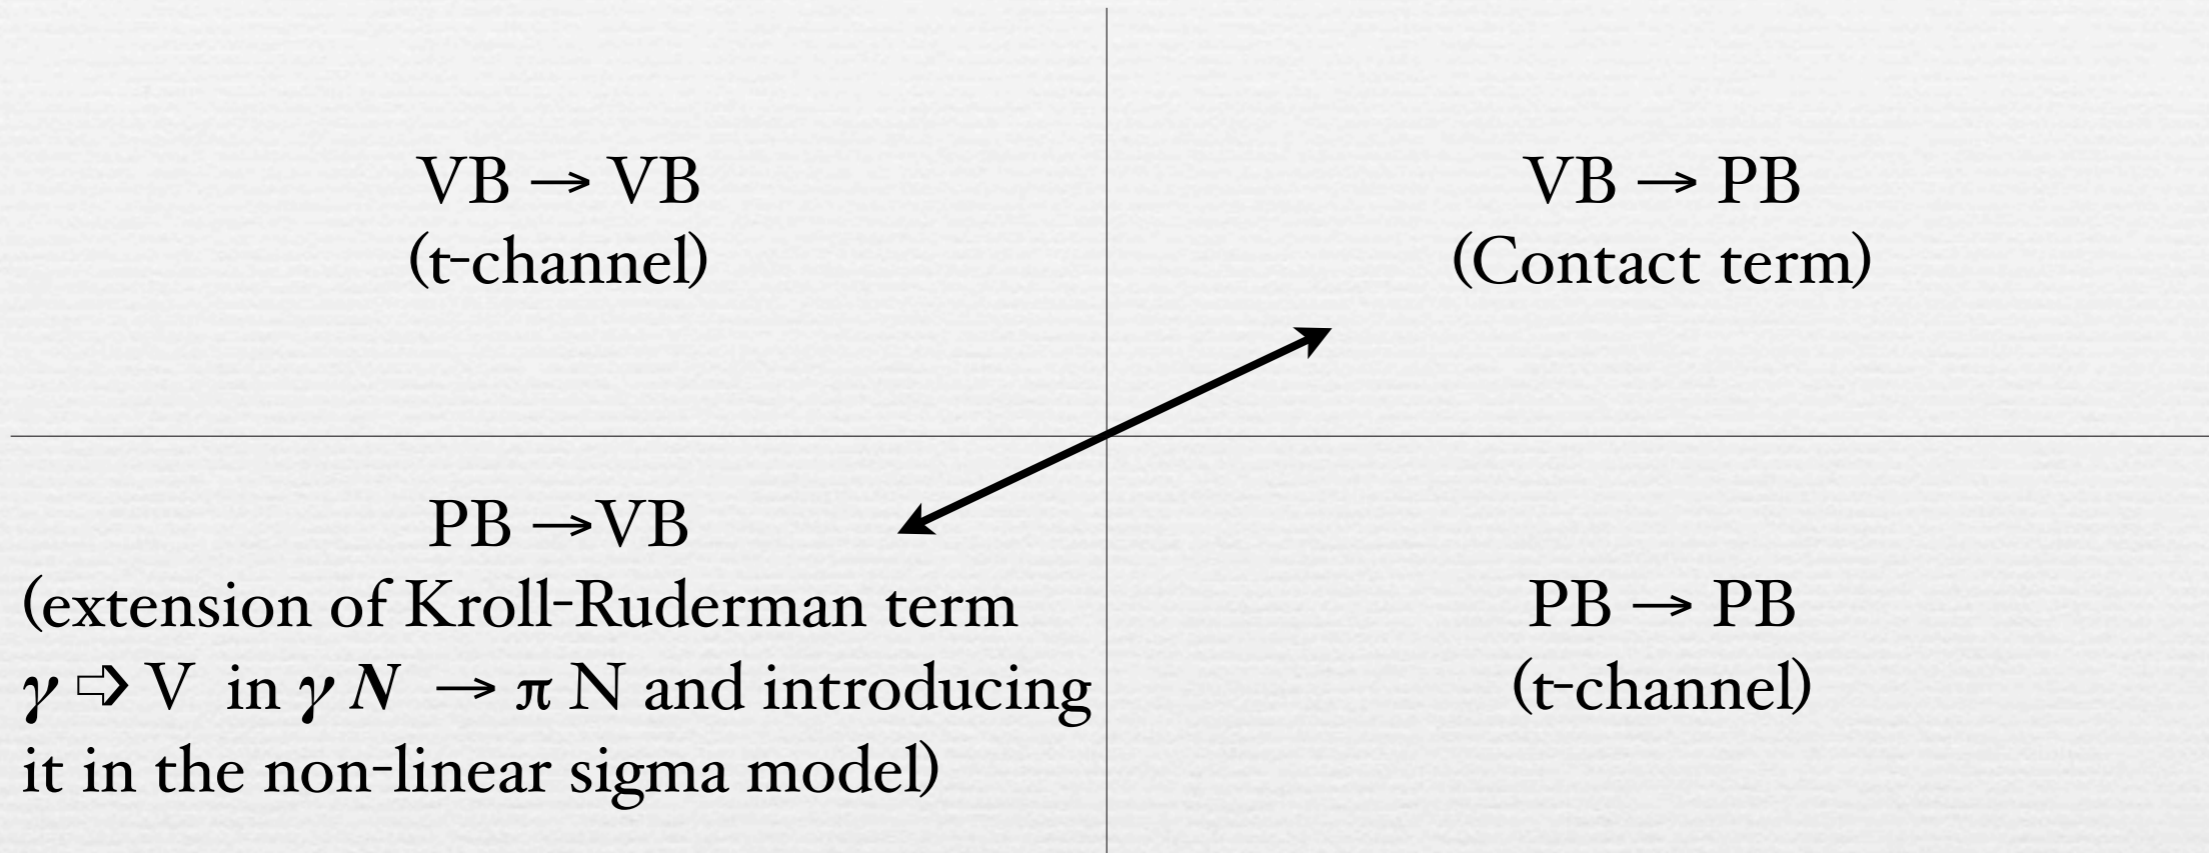 VB → VB
(t-channel)
VB → PB
(Contact term)
PB →VB
(extension of Kroll-Ruderman term
γ ➩ V in γ N → π N and introducing
it in the non-linear sigma model)
PB → PB
(t-channel)